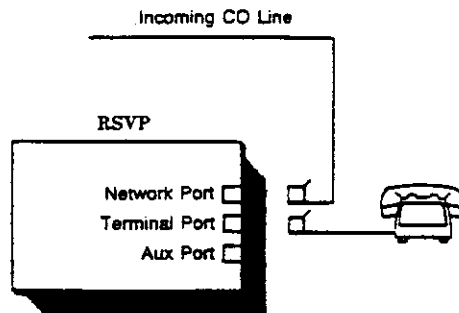 Incoming CO Line
RSVP
Network Port
Terminal Port
Aux Port